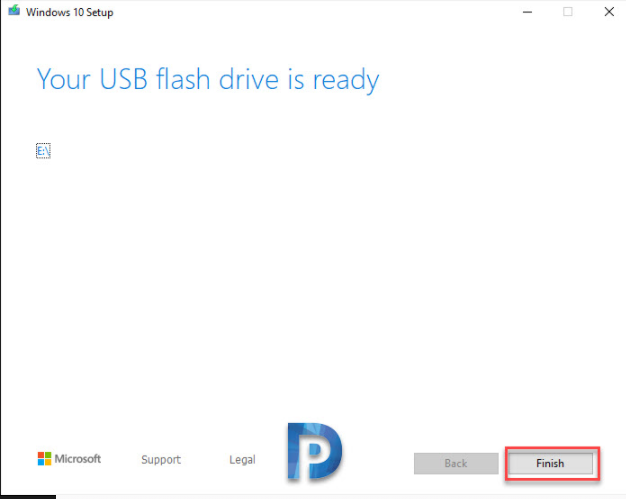 Windows 10 Setup
Your USB flash drive is ready
E:\
Microsoft Support Legal Back Finish